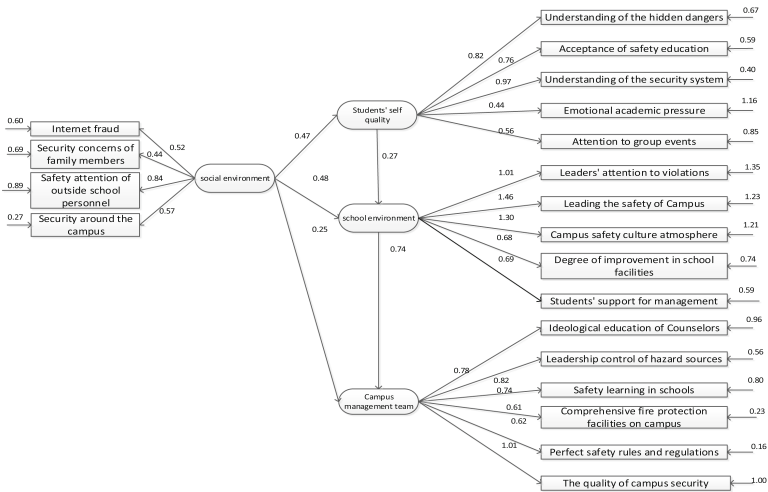 0.67
Understanding of the hidden dangers
0.82
0.59
Acceptance of safety education
0.76
0.40
Understanding of the security system
0.97
Students' self
quality
1.16
Emotional academic pressure
0.44
0.85
Attention to group events
0.56
0.60
Internet fraud
0.52
0.69
Security concerns of
family members
0.44
0.89
Safety attention of
outside school
personnel
0.84
0.27
Security around the
campus
0.57
social environment
0.47
0.48
0.25
0.27
1.35
Leaders' attention to violations
1.01
1.23
Leading the safety of Campus
1.46
school environment
1.21
Campus safety culture atmosphere
1.30
0.74
Degree of improvement in school
facilities
0.68
0.59
Students' support for management
0.69
0.74
0.96
Ideological education of Counselors
0.78
0.56
Leadership control of hazard sources
0.82
0.80
Safety learning in schools
0.74
Campus
management team
0.23
Comprehensive fire protection
facilities on campus
0.61
0.16
Perfect safety rules and regulations
0.62
1.00
The quality of campus security
1.01